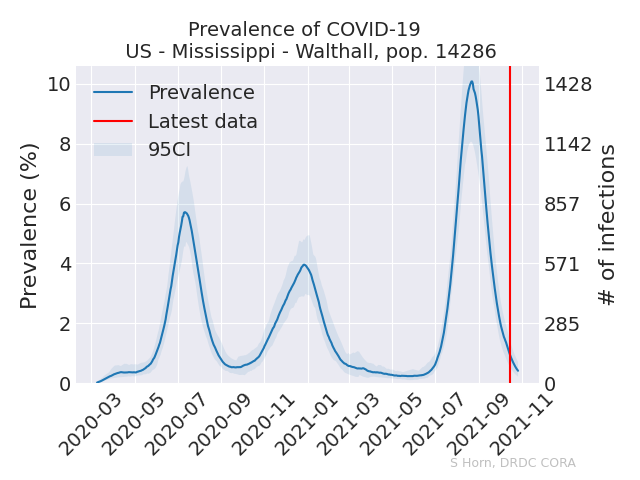 Prevalence of COVID-19
US - Mississippi - Walthall, pop. 14286
Prevalence
Latest data
95CI
Prevalence (%)
10
8
6
4
2
0
# of infections
1428
1142
857
571
285
0
2020-03
2020-05
2020-07
2020-09
2020-11
2021-01
2021-03
2021-05
2021-07
2021-09
2021-11
S Horn, DRDC CORA